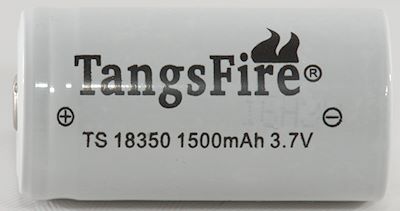 TangsFire®
⊕ ⊖
TS 18350 1500mAh 3.7V